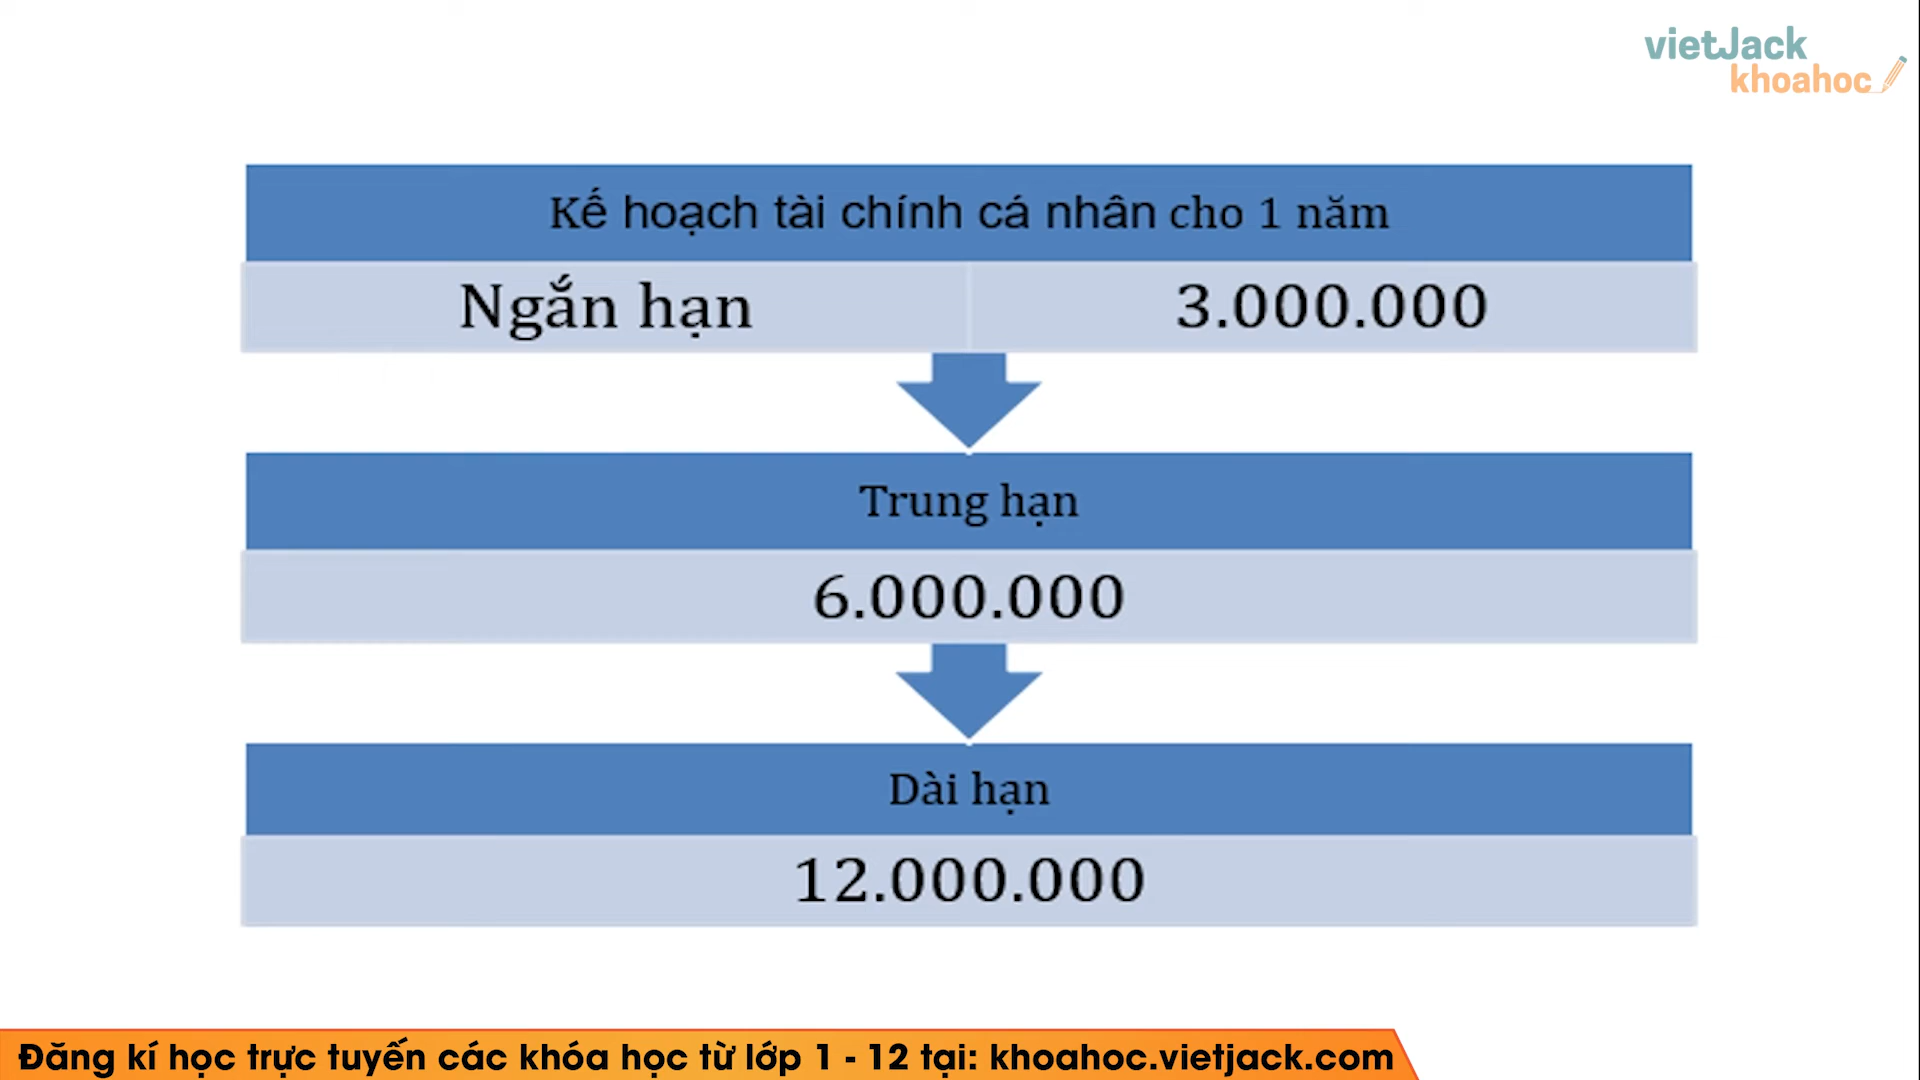 vietJack
khoahoc
Kế hoạch tài chính cá nhân cho 1 năm
Ngắn hạn 3.000.000
Trung hạn
6.000.000
Dài hạn
12.000.000
Đăng kí học trực tuyến các khóa học từ lớp 1 - 12 tại: khoahoc.vietjack.com